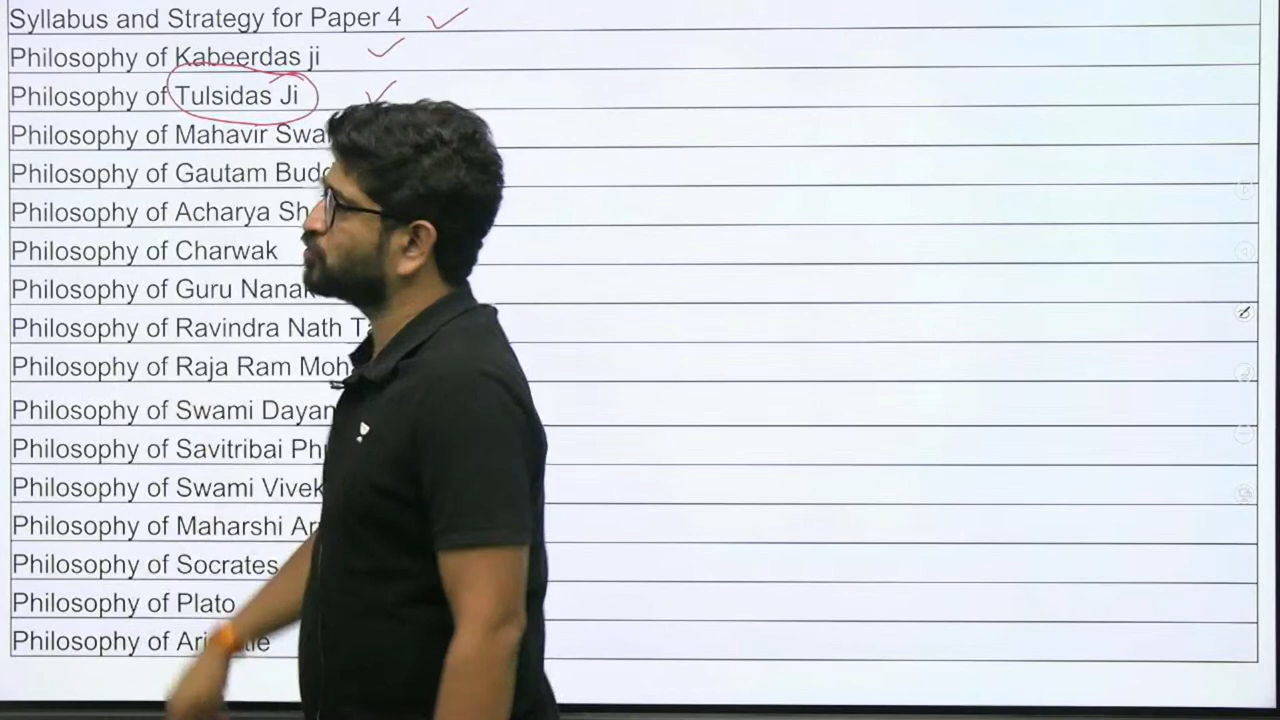 Syllabus and Strategy for Paper 4
Philosophy of Kabeerdas ji
Philosophy of Tulsidas Ji
Philosophy of Mahavir
Philosophy of Gautam
Philosophy of Acharya
Philosophy of Charwak
Philosophy of Guru
Philosophy of Ravindra Nath
Philosophy of Raja Ram
Philosophy of Swami
Philosophy of Savitribai
Philosophy of Swami
Philosophy of Maharshi
Philosophy of Socrates
Philosophy of Plato
Philosophy of